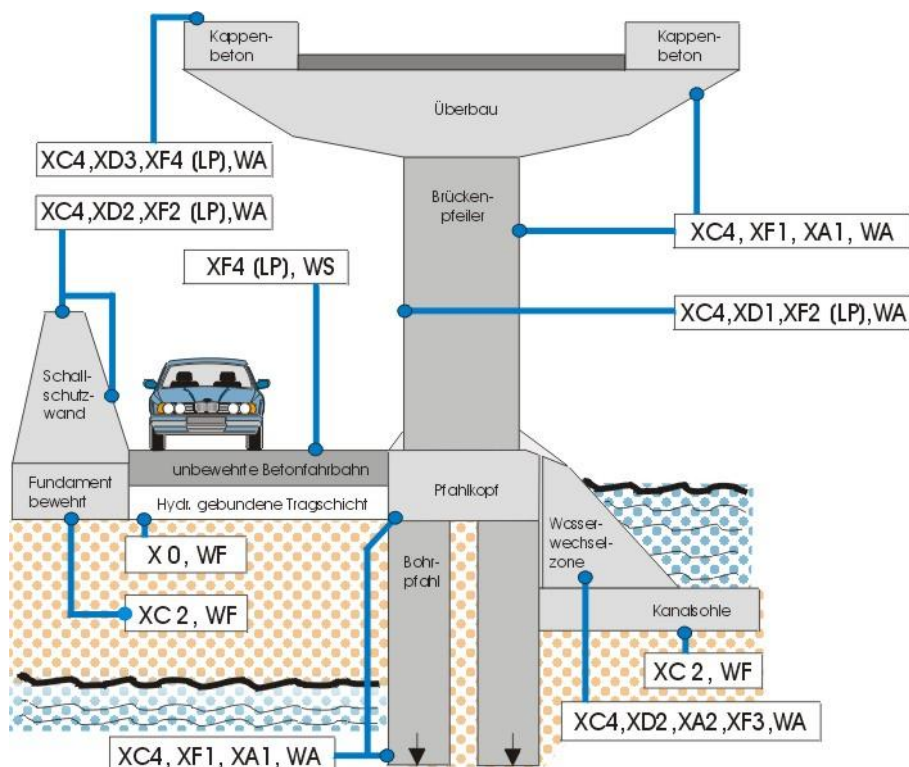 Kappen-
beton
Kappen-
beton
Überbau
XC4,XD3,XF4 (LP),WA
XC4,XD2,XF2 (LP),WA
Brücken-
pfeiler
XC4, XF1, XA1, WA
XF4 (LP), WS
XC4,XD1,XF2 (LP),WA
Schall-
schutz-
wand
unbewehrte Betonfahrbahn
Fundament
bewehrt
Hydr. gebundene Tragschicht
Pfahlkopf
Wasser-
wechsel-
zone
X 0, WF
Bohr-
pfahl
XC 2, WF
Kanalsohle
XC 2, WF
XC4,XD2,XA2,XF3,WA
XC4, XF1, XA1, WA